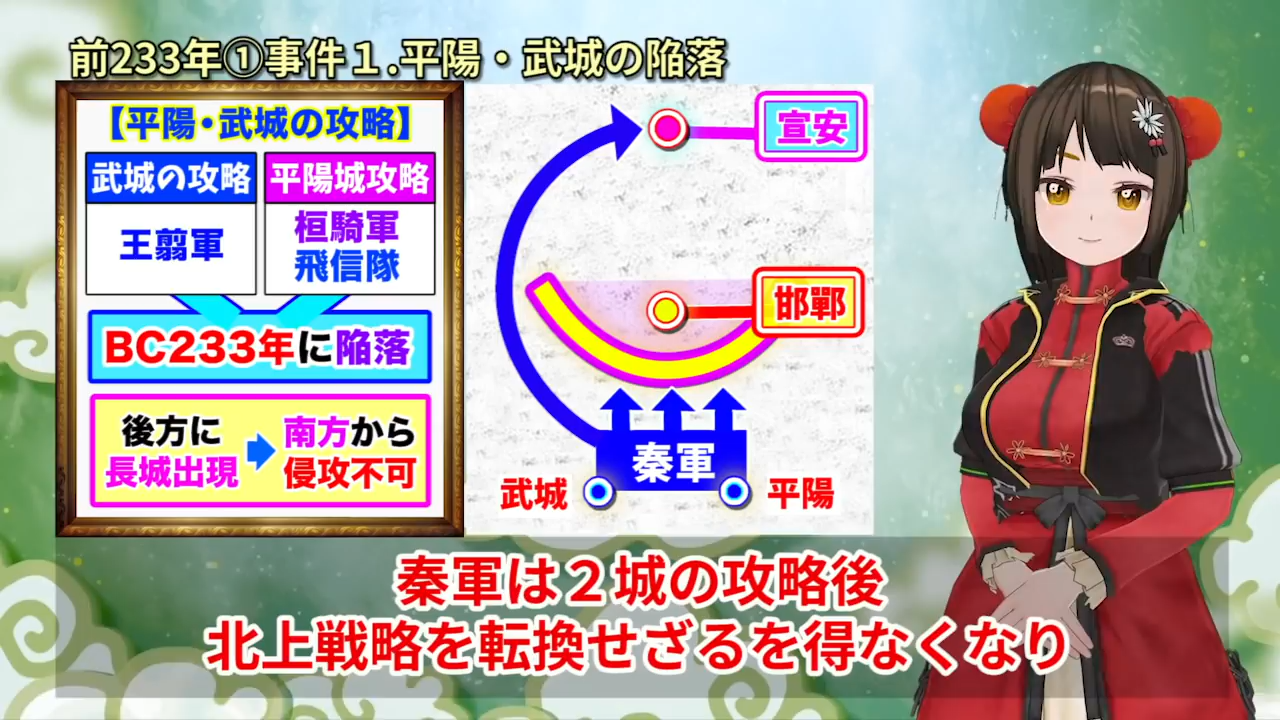 前233年①事件１.平陽・武城の陥落
【平陽・武城の攻略】
武城の攻略
平陽城攻略
王翦軍
桓騎軍
飛信隊
BC233年に陥落
後方に
長城出現
南方から
侵攻不可
宣安
邯鄲
秦軍
武城
平陽
秦軍は２城の攻略後
北上戦略を転換せざるを得なくなり